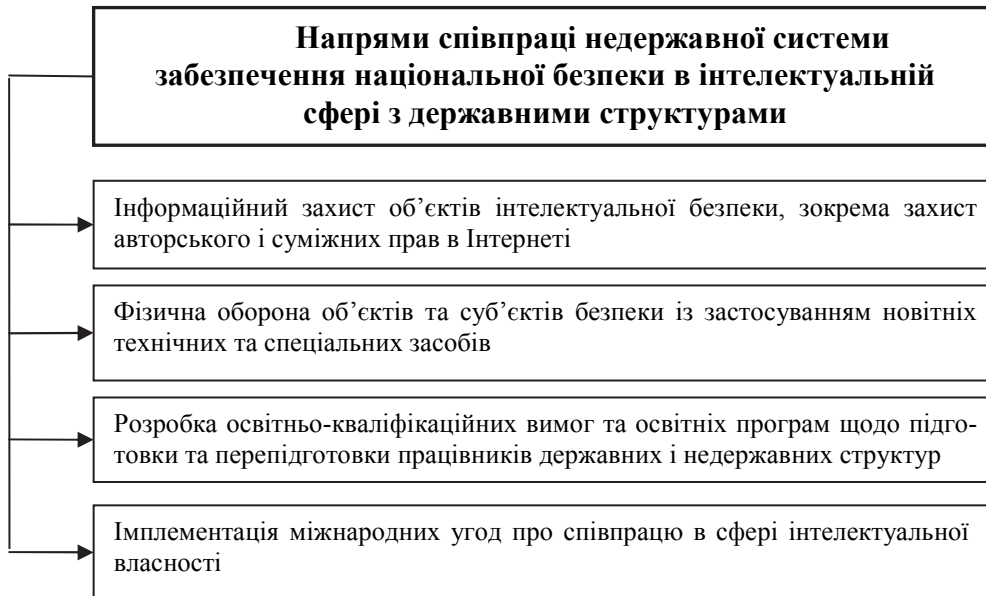 Напрями співпраці недержавної системи
забезпечення національної безпеки в інтелектуальній
сфері з державними структурами
Інформаційний захист об’єктів інтелектуальної безпеки, зокрема захист
авторського і суміжних прав в Інтернеті
Фізична оборона об’єктів та суб’єктів безпеки із застосуванням новітніх
технічних та спеціальних засобів
Розробка освітньо-кваліфікаційних вимог та освітніх програм щодо підго-
товки та перепідготовки працівників державних і недержавних структур
Імплементація міжнародних угод про співпрацю в сфері інтелектуальної
власності